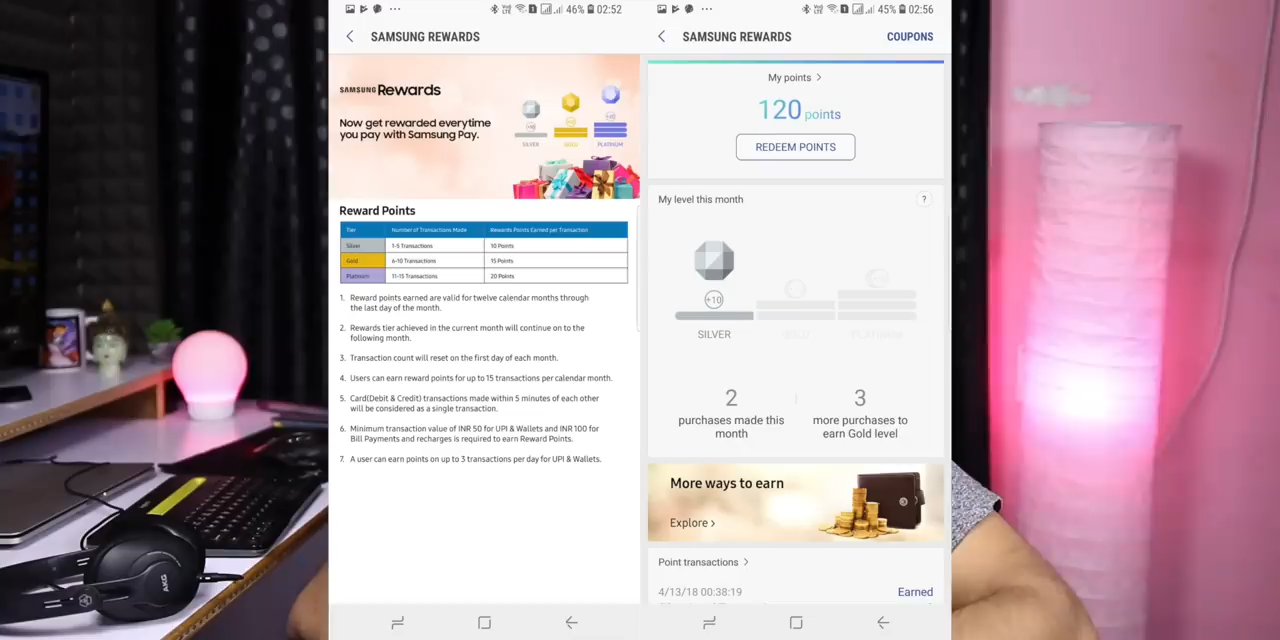 46% 02:52
SAMSUNG REWARDS
SAMSUNG Rewards
Now get rewarded everytime
you pay with Samsung Pay.
SILVER GOLD PLATINUM
Reward Points
Tier Number of Transactions Made Rewards Points Earned per Transaction
Silver 1-5 Transactions 10 Points
Gold 6-10 Transactions 15 Points
Platinum 11-15 Transactions 20 Points
1. Reward points earned are valid for twelve calendar months through
the last day of the month.
2. Rewards tier achieved in the current month will continue on to the
following month.
3. Transaction count will reset on the first day of each month.
4. Users can earn reward points for up to 15 transactions per calendar month.
5. Card(Debit & Credit) transactions made within 5 minutes of each other
will be considered as a single transaction.
6. Minimum transaction value of INR 50 for UPI & Wallets and INR 100 for
Bill Payments and recharges is required to earn Reward Points.
7. A user can earn points on up to 3 transactions per day for UPI & Wallets.
45% 02:56
SAMSUNG REWARDS COUPONS
My points >
120 points
REDEEM POINTS
My level this month ?
+10
SILVER GOLD PLATINUM
2
purchases made this
month
3
more purchases to
earn Gold level
More ways to earn
Explore >
Point transactions >
4/13/18 00:38:19 Earned
AKG